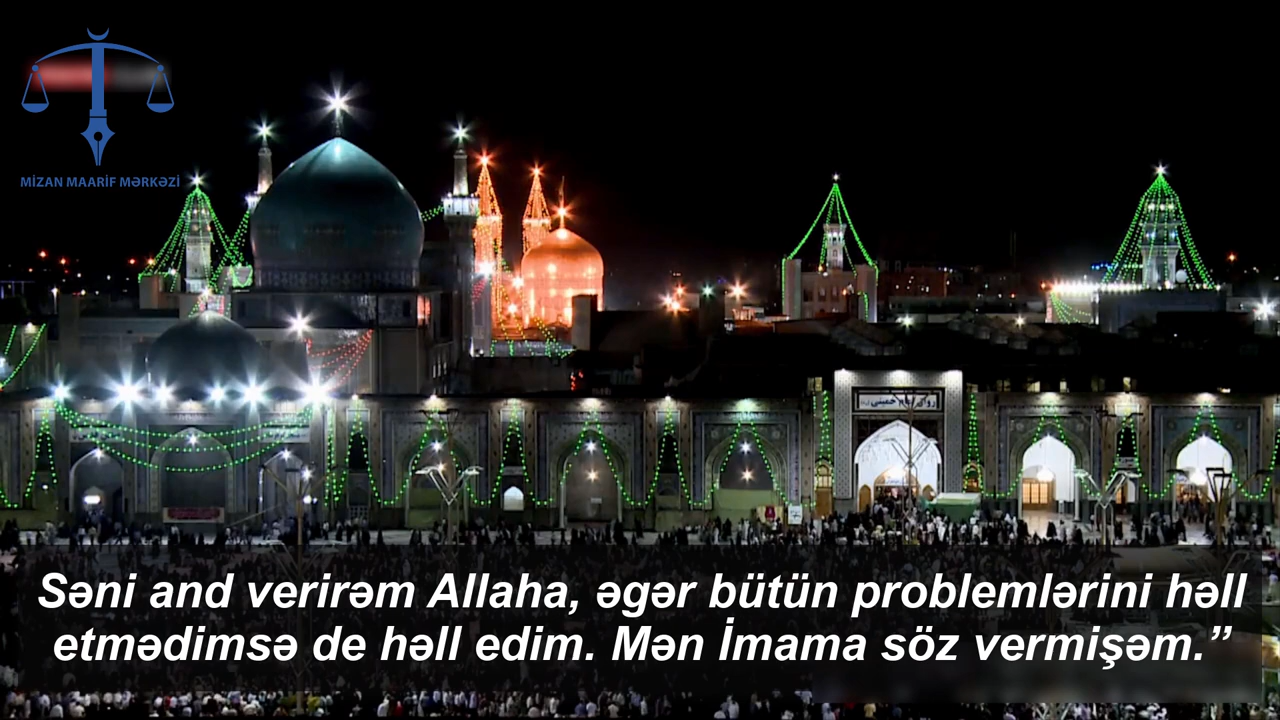 MİZAN MAARİF MƏRKƏZİ
Səni and verirəm Allaha, əgər bütün problemlərini həll
etmədimsə de həll edim. Mən İmama söz vermişəm.”